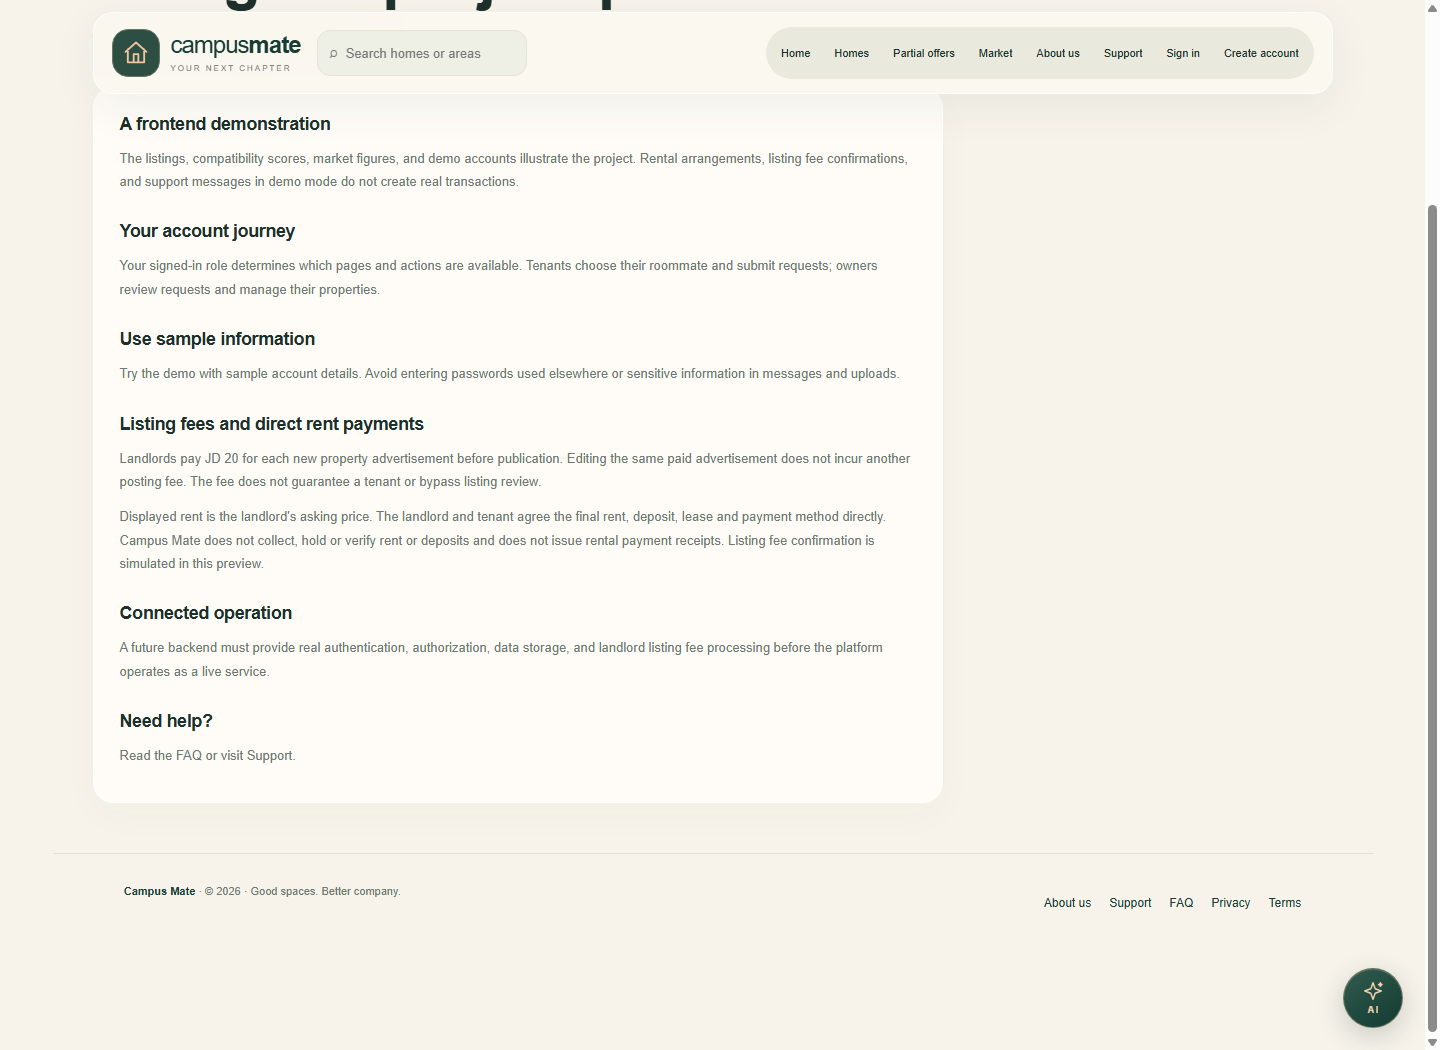 campusmate
YOUR NEXT CHAPTER
Search homes or areas
Home Homes Partial offers Market About us Support Sign in Create account
A frontend demonstration
The listings, compatibility scores, market figures, and demo accounts illustrate the project. Rental arrangements, listing fee confirmations,
and support messages in demo mode do not create real transactions.
Your account journey
Your signed-in role determines which pages and actions are available. Tenants choose their roommate and submit requests; owners
review requests and manage their properties.
Use sample information
Try the demo with sample account details. Avoid entering passwords used elsewhere or sensitive information in messages and uploads.
Listing fees and direct rent payments
Landlords pay JD 20 for each new property advertisement before publication. Editing the same paid advertisement does not incur another
posting fee. The fee does not guarantee a tenant or bypass listing review.
Displayed rent is the landlord's asking price. The landlord and tenant agree the final rent, deposit, lease and payment method directly.
Campus Mate does not collect, hold or verify rent or deposits and does not issue rental payment receipts. Listing fee confirmation is
simulated in this preview.
Connected operation
A future backend must provide real authentication, authorization, data storage, and landlord listing fee processing before the platform
operates as a live service.
Need help?
Read the FAQ or visit Support.
Campus Mate · © 2026 · Good spaces. Better company.
About us Support FAQ Privacy Terms
AI